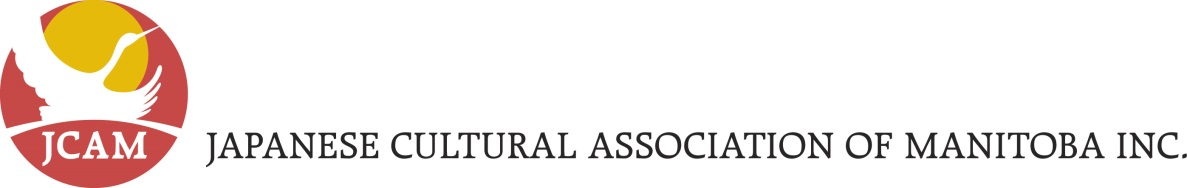 JCAM
JAPANESE CULTURAL ASSOCIATION OF MANITOBA INC.